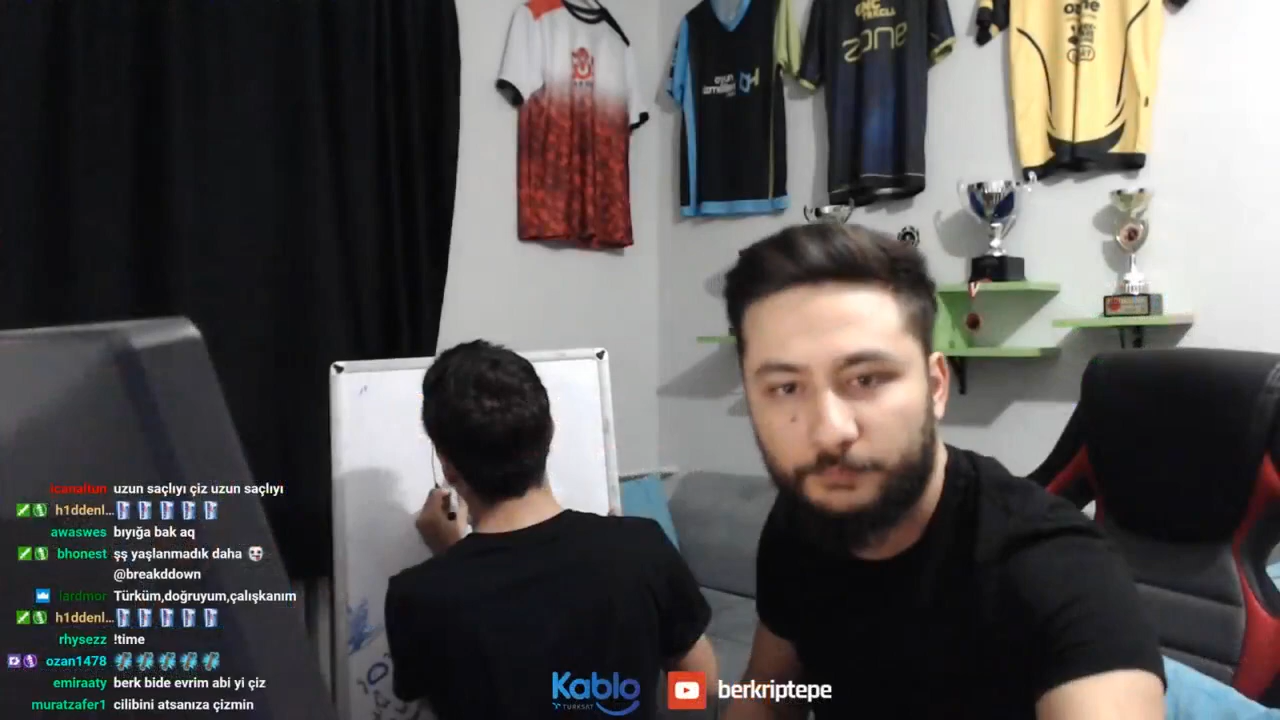 zone
icanaltun uzun saçlıyı çiz uzun saçlıyı
h1ddenl...
awaswes bıyığa bak aq
bhonest şş yaşlanmadık daha
@breakddown
lardmor Türküm,doğruyum,çalışkanım
h1ddenl...
rhysezz !time
ozan1478
emiraaty berk bide evrim abi yi çiz
muratzafer1 cilibini atsanıza çizmin
Kablo
TURKSAT
berkriptepe